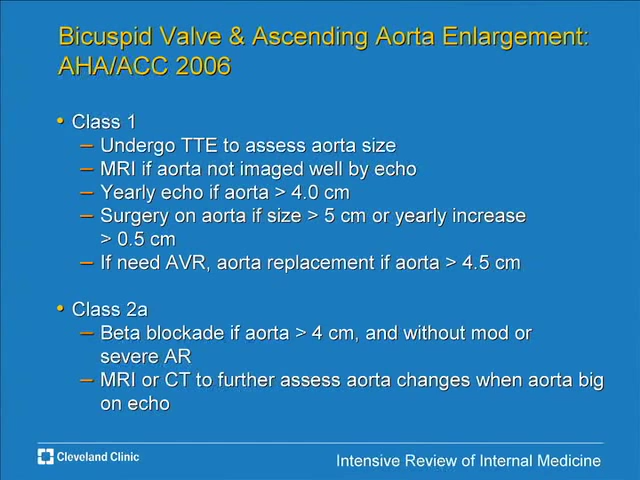 Bicuspid Valve & Ascending Aorta Enlargement:
AHA/ACC 2006
• Class 1
– Undergo TTE to assess aorta size
– MRI if aorta not imaged well by echo
– Yearly echo if aorta > 4.0 cm
– Surgery on aorta if size > 5 cm or yearly increase
> 0.5 cm
– If need AVR, aorta replacement if aorta > 4.5 cm
• Class 2a
– Beta blockade if aorta > 4 cm, and without mod or
severe AR
– MRI or CT to further assess aorta changes when aorta big
on echo
Cleveland Clinic
Intensive Review of Internal Medicine